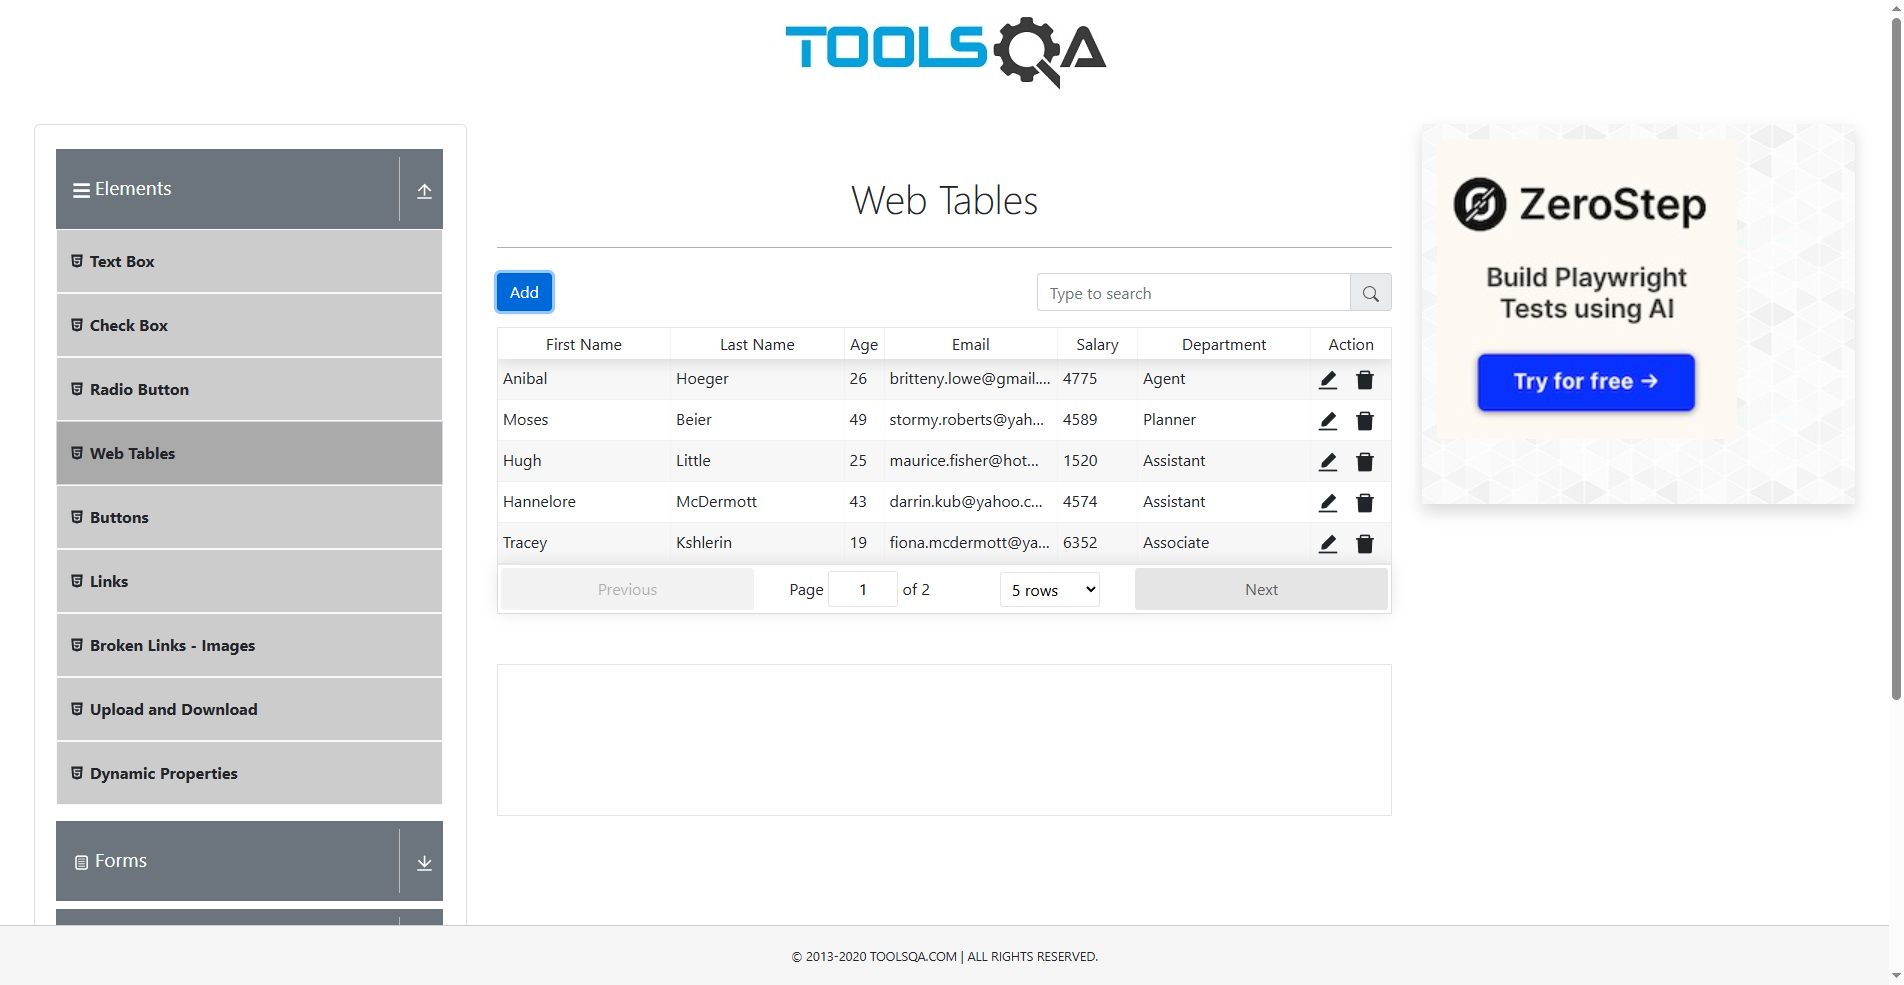 TOOLSQA
Elements
Text Box
Check Box
Radio Button
Web Tables
Buttons
Links
Broken Links - Images
Upload and Download
Dynamic Properties
Forms
Web Tables
Add
Type to search
First Name Last Name Age Email Salary Department Action
Anibal Hoeger 26 britteny.lowe@gmail.... 4775 Agent
Moses Beier 49 stormy.roberts@yah... 4589 Planner
Hugh Little 25 maurice.fisher@hot... 1520 Assistant
Hannelore McDermott 43 darrin.kub@yahoo.c... 4574 Assistant
Tracey Kshlerin 19 fiona.mcdermott@ya... 6352 Associate
Previous Page 1 of 2 5 rows Next
ZeroStep
Build Playwright
Tests using AI
Try for free →
© 2013-2020 TOOLSQA.COM | ALL RIGHTS RESERVED.